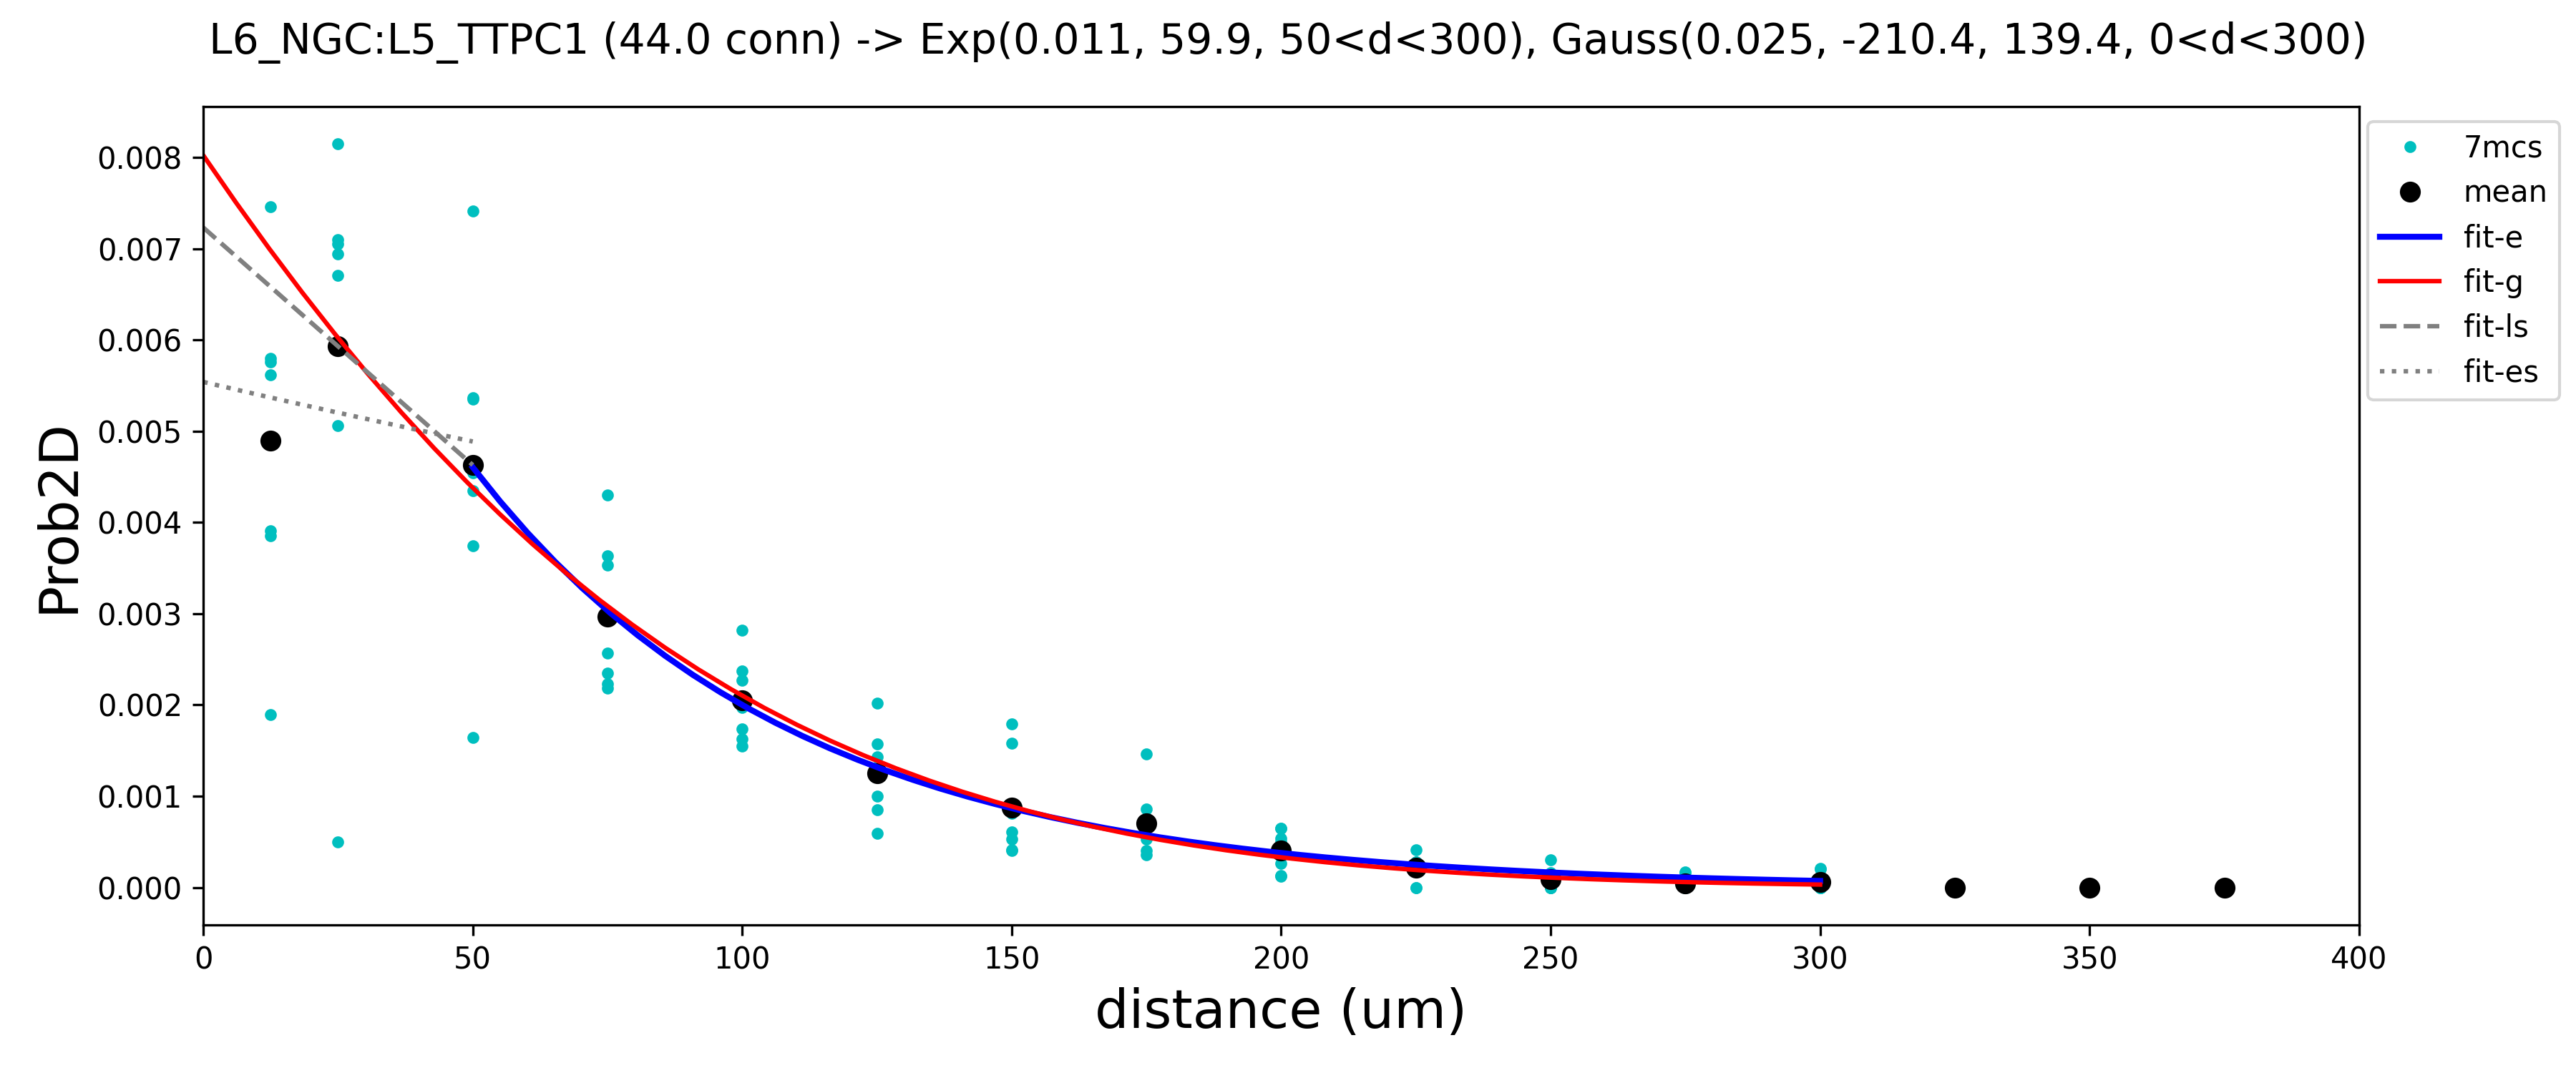 L6_NGC:L5_TTPC1 (44.0 conn) -> Exp(0.011, 59.9, 50<d<300), Gauss(0.025, -210.4, 139.4, 0<d<300)
0.008
0.007
0.006
0.005
0.004
0.003
0.002
0.001
0.000
Prob2D
0 50 100 150 200 250 300 350 400
distance (um)
7mcs
mean
fit-e
fit-g
fit-ls
fit-es